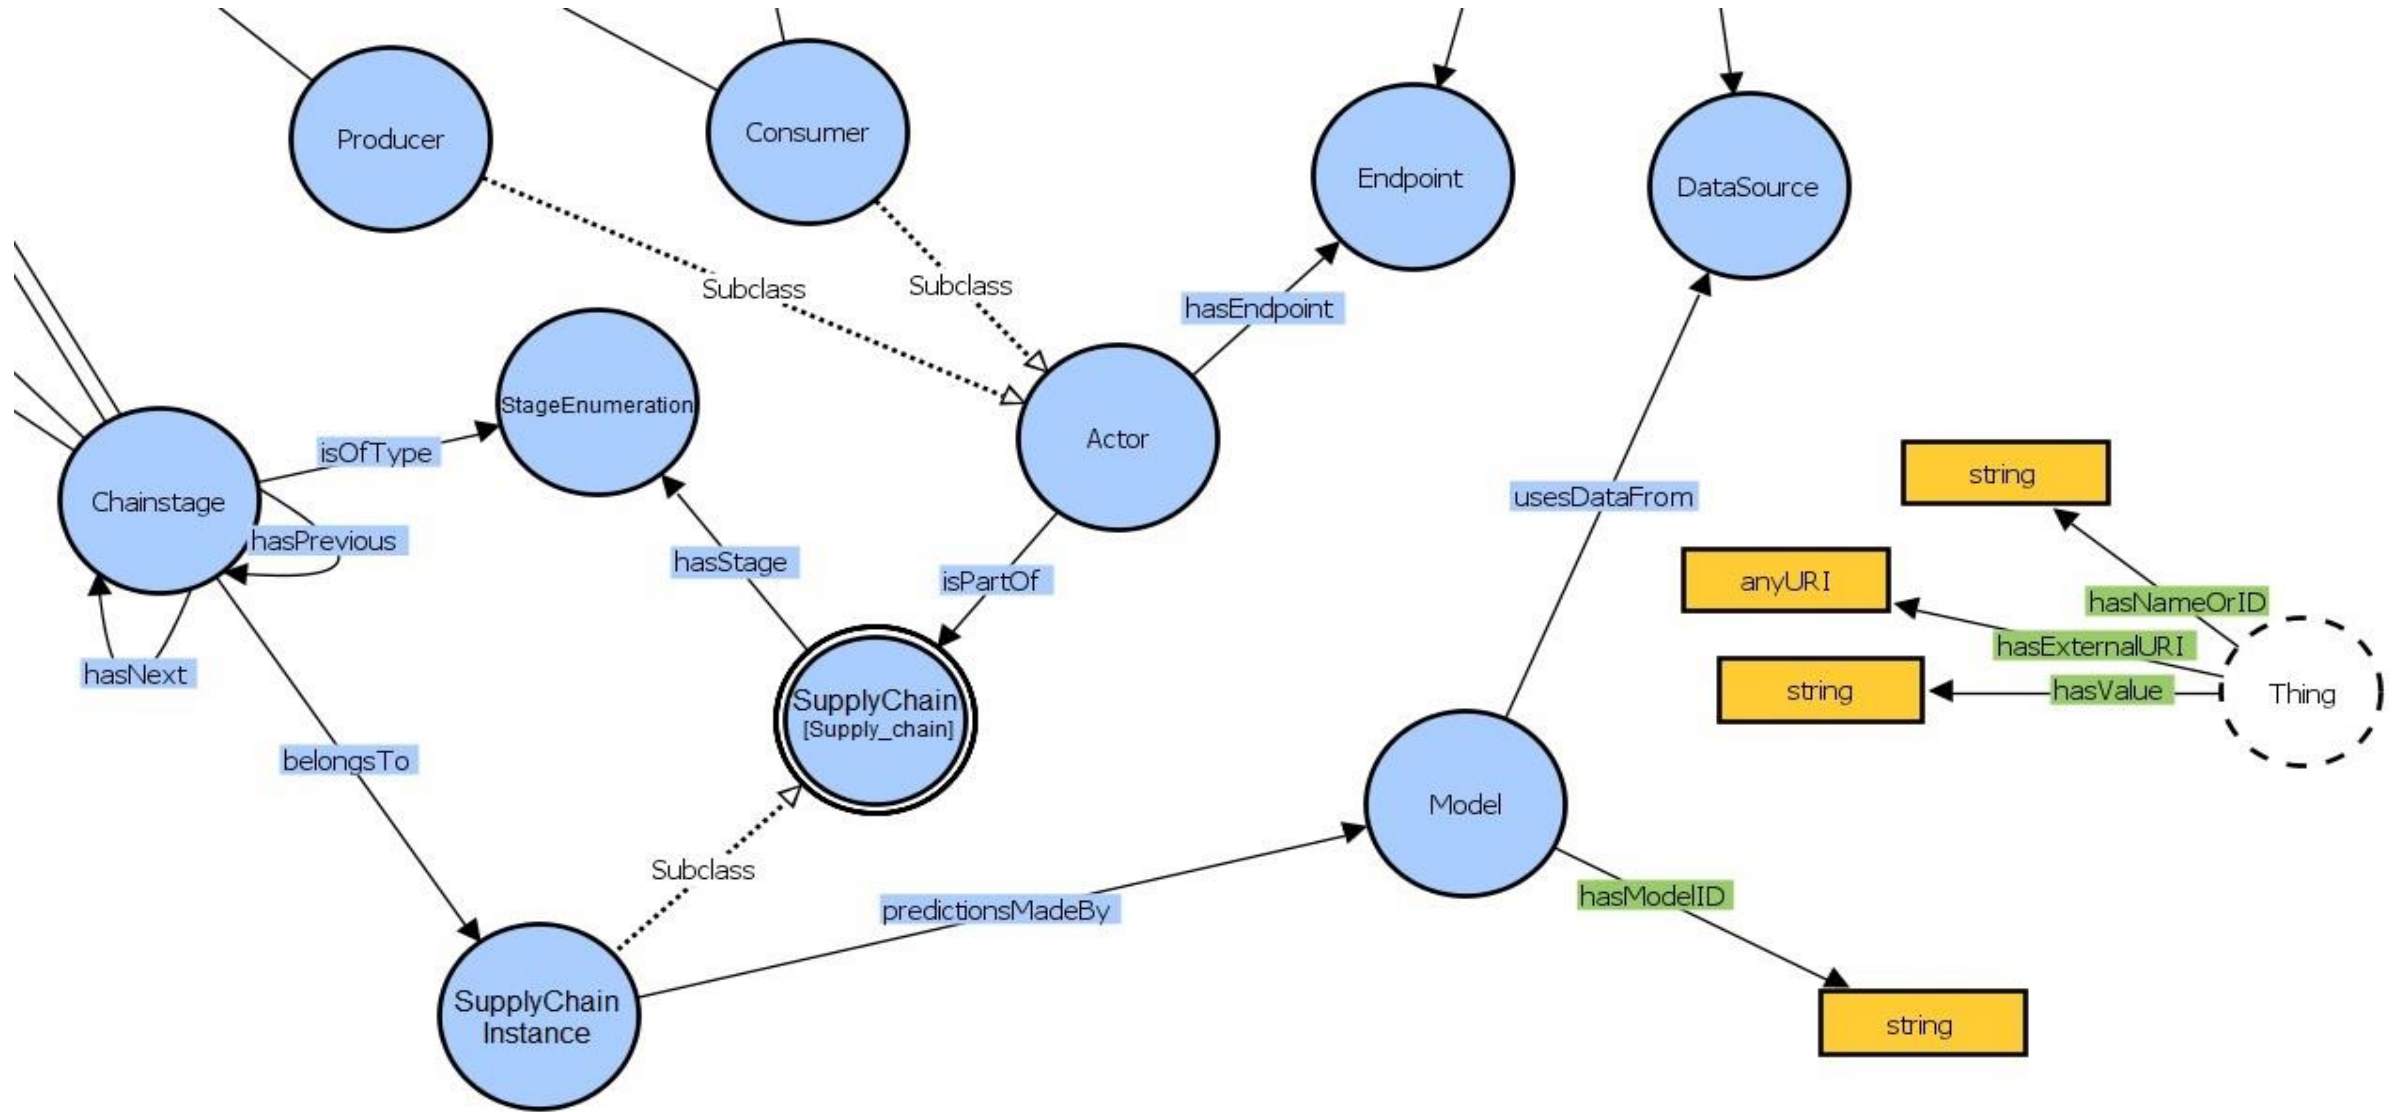 Producer
Consumer
Endpoint
DataSource
Subclass
Subclass
hasEndpoint
StageEnumeration
Actor
isOfType
Chainstage
hasPrevious
hasStage
isPartOf
usesDataFrom
string
anyURI
hasNameOrID
hasExternalURI
string
hasValue
Thing
hasNext
SupplyChain
[Supply_chain]
belongsTo
Model
Subclass
predictionsMadeBy
hasModelID
SupplyChain
Instance
string